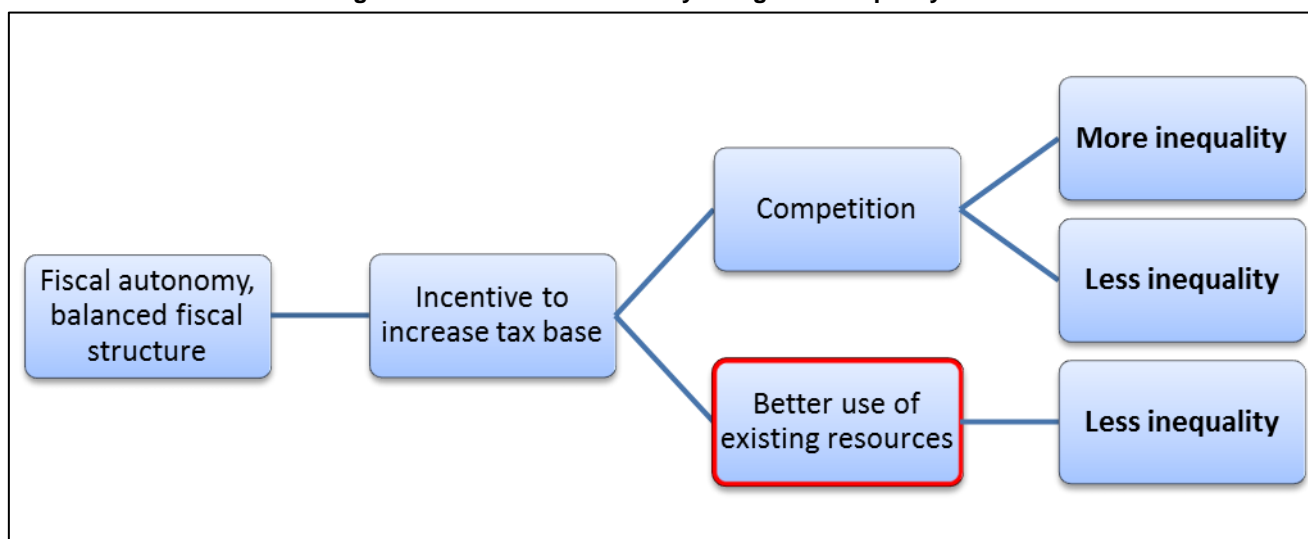 Fiscal autonomy,
balanced fiscal
structure
Incentive to
increase tax base
Competition
Better use of
existing resources
More inequality
Less inequality
Less inequality